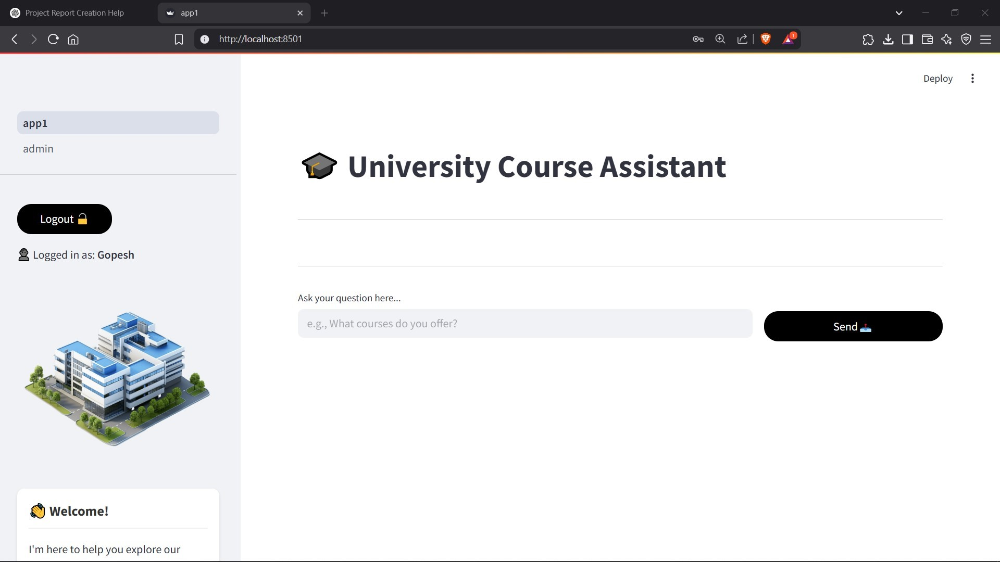 Project Report Creation Help
app1
http://localhost:8501
1
Deploy
app1
admin
Logout
Logged in as: Gopesh
Welcome!
I'm here to help you explore our
University Course Assistant
Ask your question here...
e.g., What courses do you offer?
Send